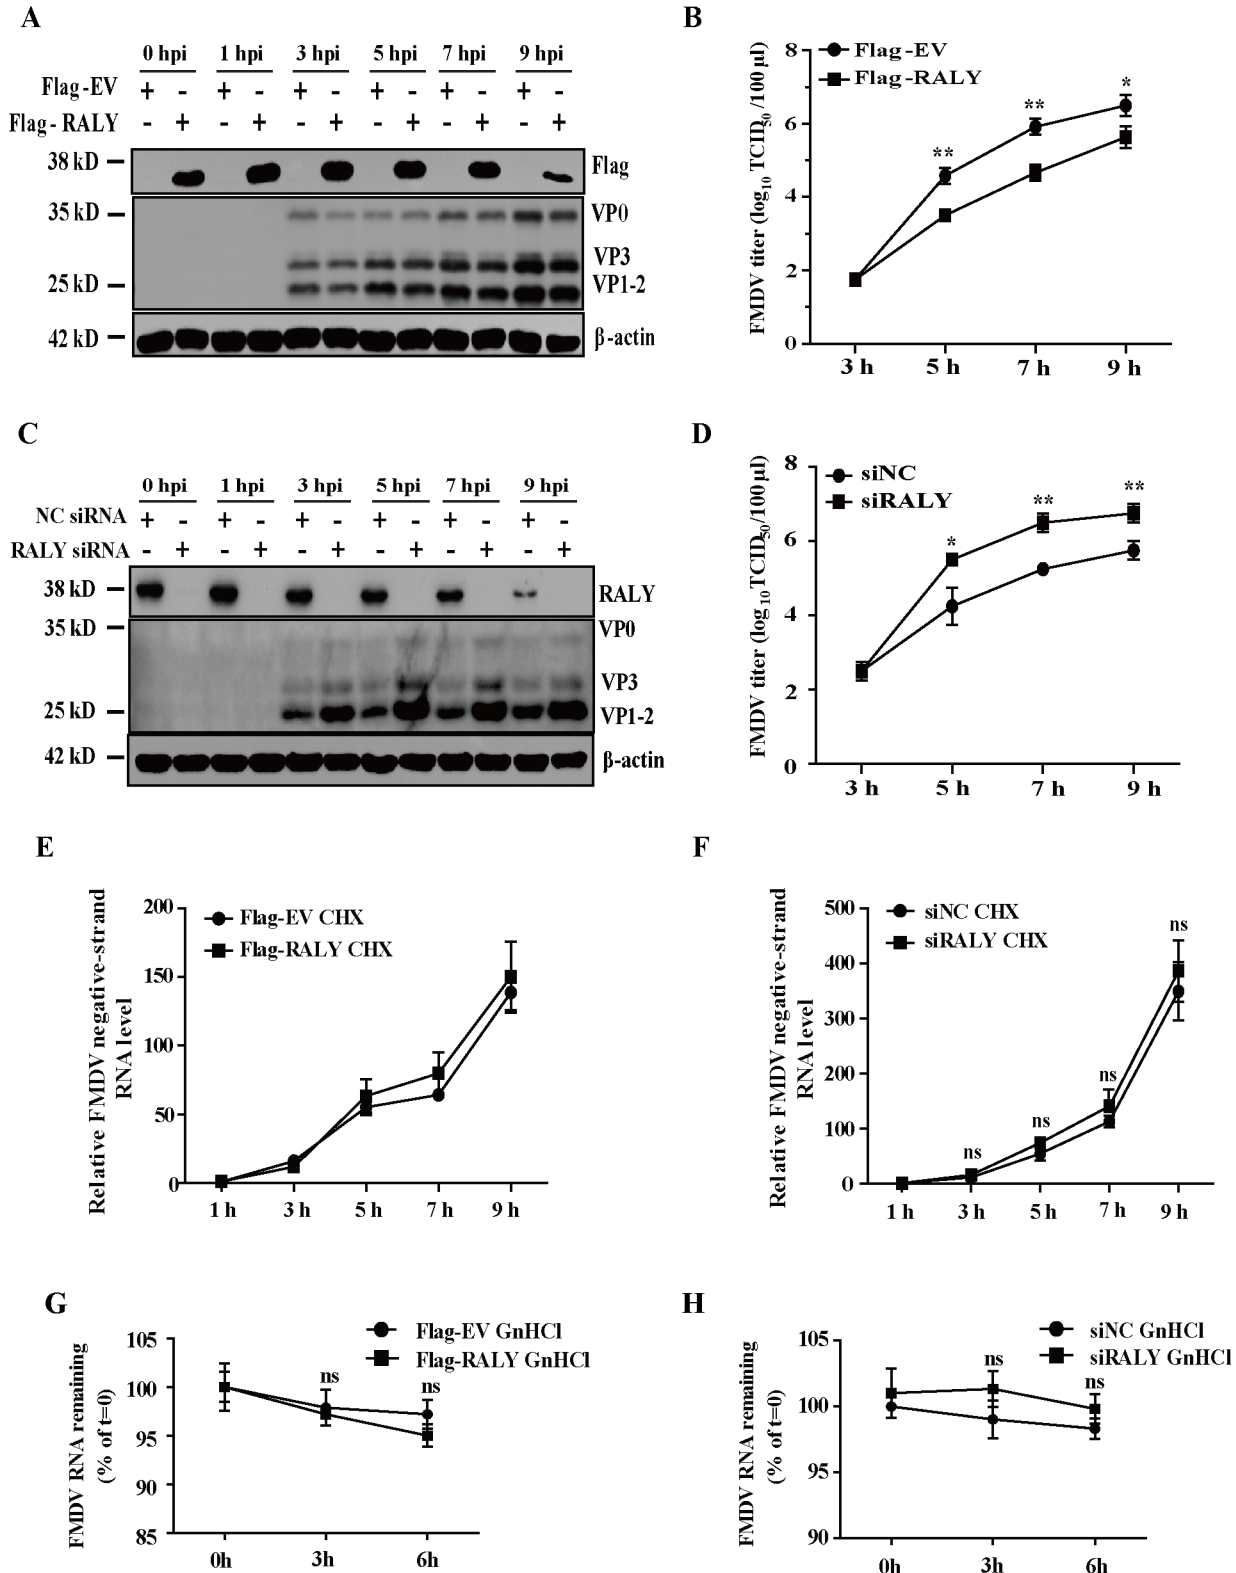 A
0 hpi 1 hpi 3 hpi 5 hpi 7 hpi 9 hpi
Flag-EV + - + - + - + - + - + -
Flag-RALY - + - + - + - + - + - +
38 kD Flag
35 kD VP0
VP3
25 kD VP1-2
42 kD β-actin
B
Flag-EV
Flag-RALY
FMDV titer (log10 TCID50/100 μl)
8
6
4
2
0
** ** *
3 h 5 h 7 h 9 h
C
0 hpi 1 hpi 3 hpi 5 hpi 7 hpi 9 hpi
NC siRNA + - + - + - + - + - + -
RALY siRNA - + - + - + - + - + - +
38 kD RALY
35 kD VP0
VP3
25 kD VP1-2
42 kD β-actin
D
siNC
siRALY
FMDV titer (log10 TCID50/100 μl)
8
6
4
2
0
* ** **
3 h 5 h 7 h 9 h
E
Flag-EV CHX
Flag-RALY CHX
Relative FMDV negative-strand
RNA level
200
150
100
50
0
1 h 3 h 5 h 7 h 9 h
F
siNC CHX
siRALY CHX
Relative FMDV negative-strand
RNA level
500
400
300
200
100
0
ns ns ns ns
1 h 3 h 5 h 7 h 9 h
G
Flag-EV GnHCl
Flag-RALY GnHCl
FMDV RNA remaining
(% of t=0)
105
100
95
90
85
ns ns
0h 3h 6h
H
siNC GnHCl
siRALY GnHCl
FMDV RNA remaining
(% of t=0)
105
100
95
90
ns ns
0h 3h 6h